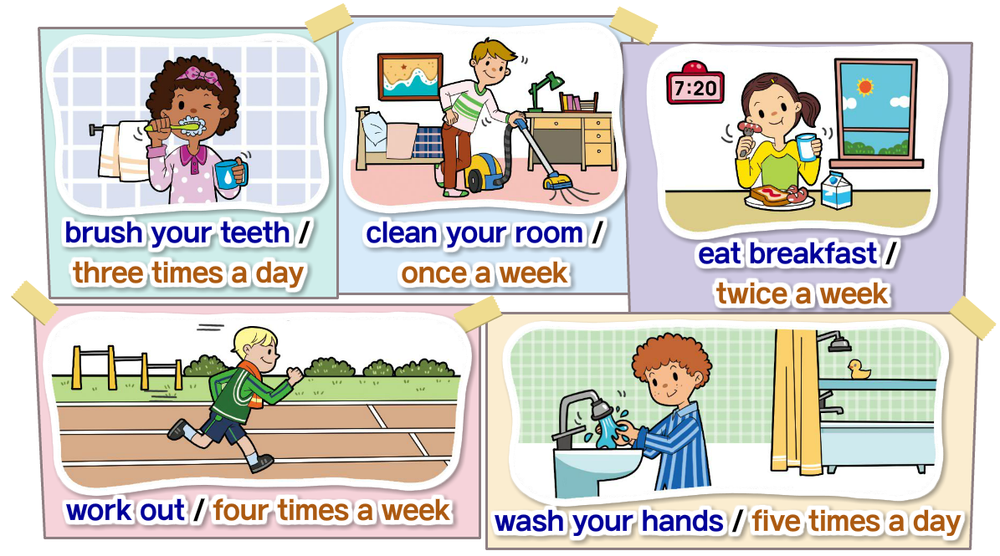 brush your teeth /
three times a day
clean your room /
once a week
7:20
eat breakfast /
twice a week
work out / four times a week
wash your hands / five times a day